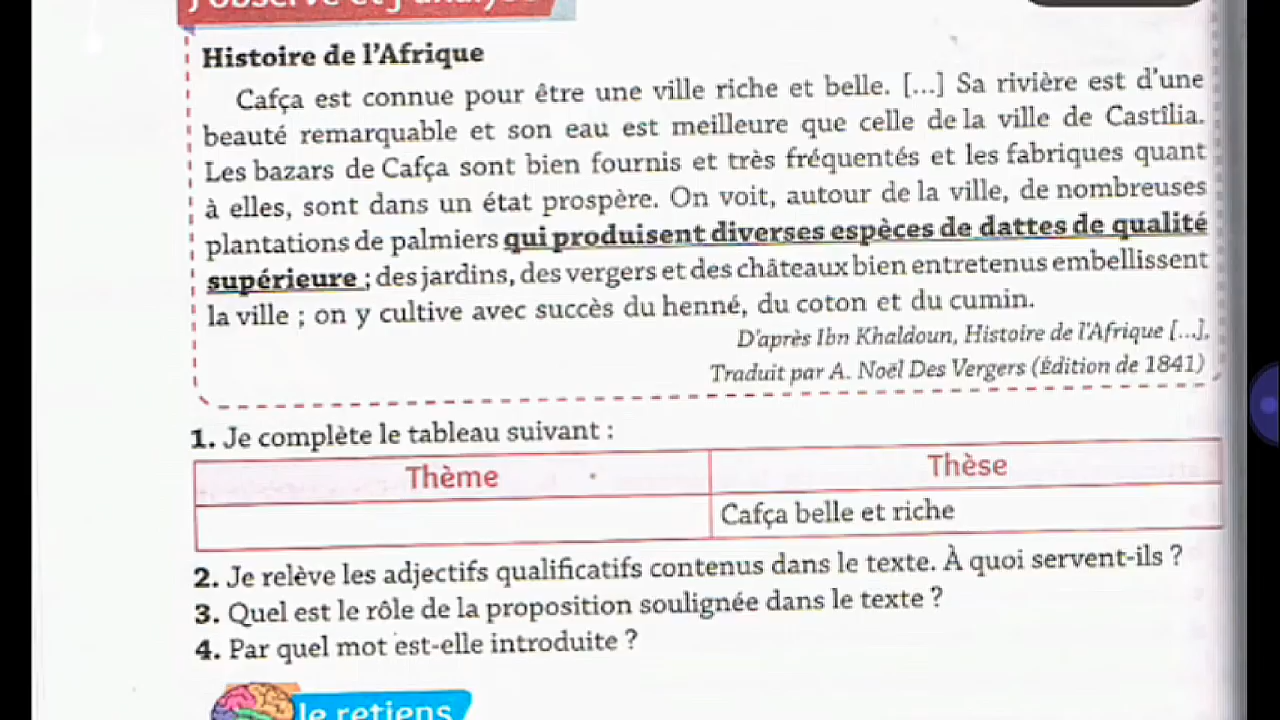 J'observe et j'analyse
Histoire de l'Afrique
Cafça est connue pour être une ville riche et belle. [...] Sa rivière est d'une
beauté remarquable et son eau est meilleure que celle de la ville de Castilia.
Les bazars de Cafça sont bien fournis et très fréquentés et les fabriques quant
à elles, sont dans un état prospère. On voit, autour de la ville, de nombreuses
plantations de palmiers qui produisent diverses espèces de dattes de qualité
supérieure ; des jardins, des vergers et des châteaux bien entretenus embellissent
la ville ; on y cultive avec succès du henné, du coton et du cumin.
D'après Ibn Khaldoun, Histoire de l'Afrique [...],
Traduit par A. Noël Des Vergers (Édition de 1841)
1. Je complète le tableau suivant :
Thème Thèse
Cafça belle et riche
2. Je relève les adjectifs qualificatifs contenus dans le texte. À quoi servent-ils ?
3. Quel est le rôle de la proposition soulignée dans le texte ?
4. Par quel mot est-elle introduite ?
Je retiens